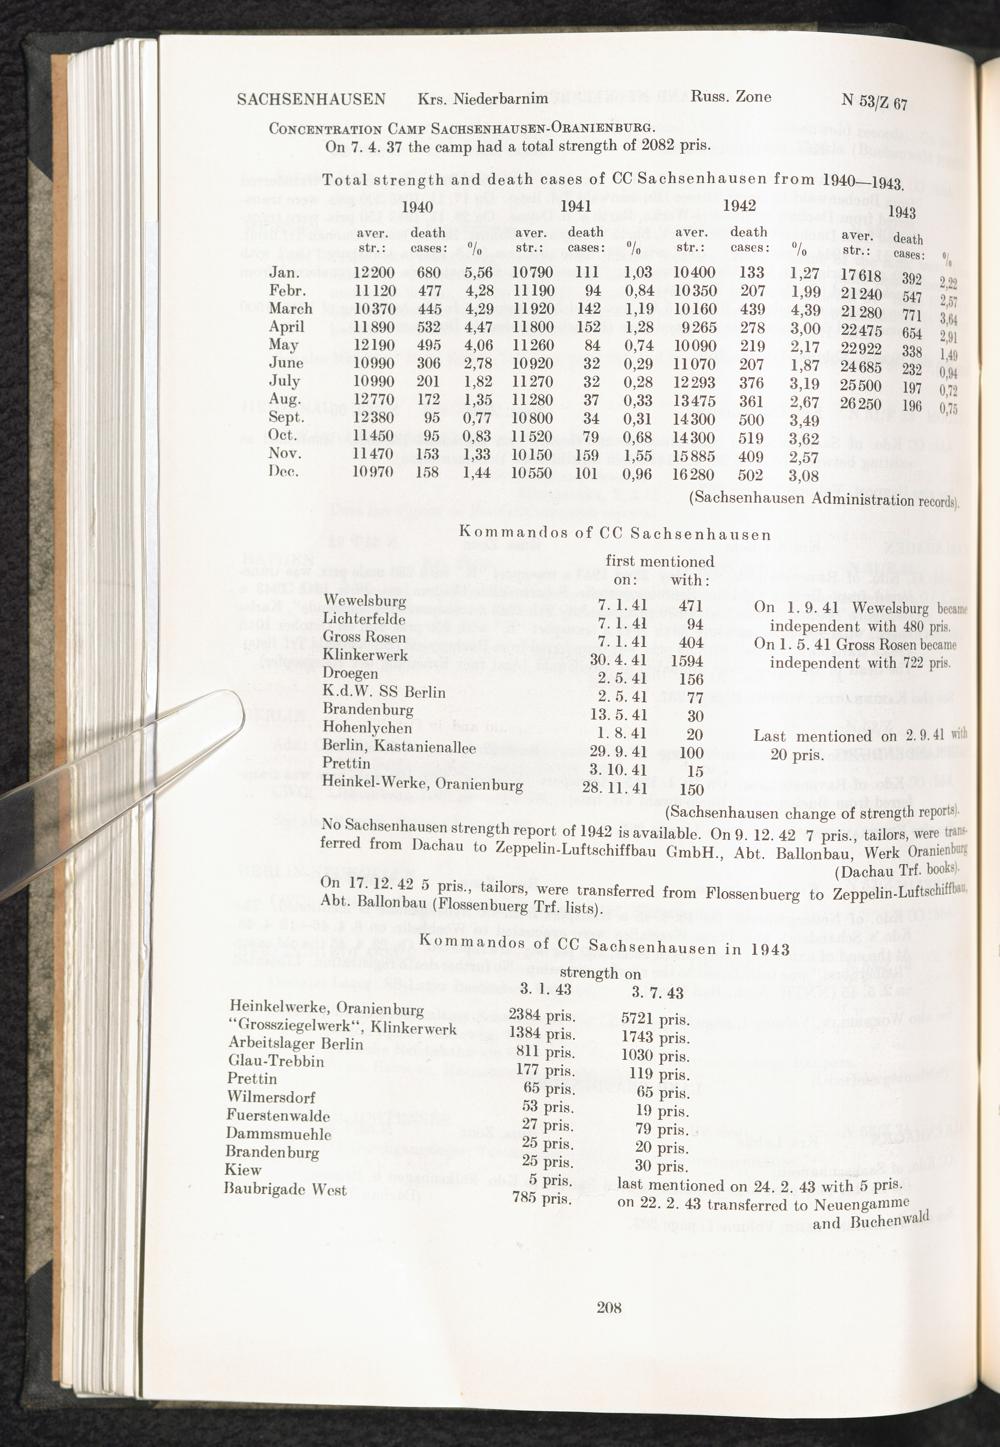 SACHSENHAUSEN Krs. Niederbarnim Russ. Zone N 53/Z 67
CONCENTRATION CAMP SACHSENHAUSEN-ORANIENBURG.
On 7. 4. 37 the camp had a total strength of 2082 pris.
Total strength and death cases of CC Sachsenhausen from 1940—1943.
1940 1941 1942 1943
aver. death aver. death aver. death aver. death
str.: cases: % str.: cases: % str.: cases: % str.: cases: %
Jan. 12200 680 5,56 10790 111 1,03 10400 133 1,27 17618 392 2,22
Febr. 11120 477 4,28 11190 94 0,84 10350 207 1,99 21240 547 2,57
March 10370 445 4,29 11920 142 1,19 10160 439 4,39 21280 771 3,64
April 11890 532 4,47 11800 152 1,28 9265 278 3,00 22475 654 2,91
May 12190 495 4,06 11260 84 0,74 10090 219 2,17 22922 338 1,49
June 10990 306 2,78 10920 32 0,29 11070 207 1,87 24685 232 0,94
July 10990 201 1,82 11270 32 0,28 12293 376 3,19 25500 197 0,72
Aug. 12770 172 1,35 11280 37 0,33 13475 361 2,67 26250 196 0,75
Sept. 12380 95 0,77 10800 34 0,31 14300 500 3,49
Oct. 11450 95 0,83 11520 79 0,68 14300 519 3,62
Nov. 11470 153 1,33 10150 159 1,55 15885 409 2,57
Dec. 10970 158 1,44 10550 101 0,96 16280 502 3,08
(Sachsenhausen Administration records).
Kommandos of CC Sachsenhausen
first mentioned
on: with:
Wewelsburg 7. 1. 41 471 On 1. 9. 41 Wewelsburg became
Lichterfelde 7. 1. 41 94 independent with 480 pris.
Gross Rosen 7. 1. 41 404 On 1. 5. 41 Gross Rosen became
Klinkerwerk 30. 4. 41 1594 independent with 722 pris.
Droegen 2. 5. 41 156
K.d.W. SS Berlin 2. 5. 41 77
Brandenburg 13. 5. 41 30
Hohenlychen 1. 8. 41 20 Last mentioned on 2. 9. 41 with
Berlin, Kastanienallee 29. 9. 41 100 20 pris.
Prettin 3. 10. 41 15
Heinkel-Werke, Oranienburg 28. 11. 41 150
(Sachsenhausen change of strength reports).
No Sachsenhausen strength report of 1942 is available. On 9. 12. 42 7 pris., tailors, were trans-
ferred from Dachau to Zeppelin-Luftschiffbau GmbH., Abt. Ballonbau, Werk Oranienburg
(Dachau Trf. books).
On 17. 12. 42 5 pris., tailors, were transferred from Flossenbuerg to Zeppelin-Luftschiffbau,
Abt. Ballonbau (Flossenbuerg Trf. lists).
Kommandos of CC Sachsenhausen in 1943
strength on
3. 1. 43 3. 7. 43
Heinkelwerke, Oranienburg 2384 pris. 5721 pris.
“Grossziegelwerk“, Klinkerwerk 1384 pris. 1743 pris.
Arbeitslager Berlin 811 pris. 1030 pris.
Glau-Trebbin 177 pris. 119 pris.
Prettin 65 pris. 65 pris.
Wilmersdorf 53 pris. 19 pris.
Fuerstenwalde 27 pris. 79 pris.
Dammsmuehle 25 pris. 20 pris.
Brandenburg 25 pris. 30 pris.
Kiew 5 pris. last mentioned on 24. 2. 43 with 5 pris.
Baubrigade West 785 pris. on 22. 2. 43 transferred to Neuengamme
and Buchenwald
208